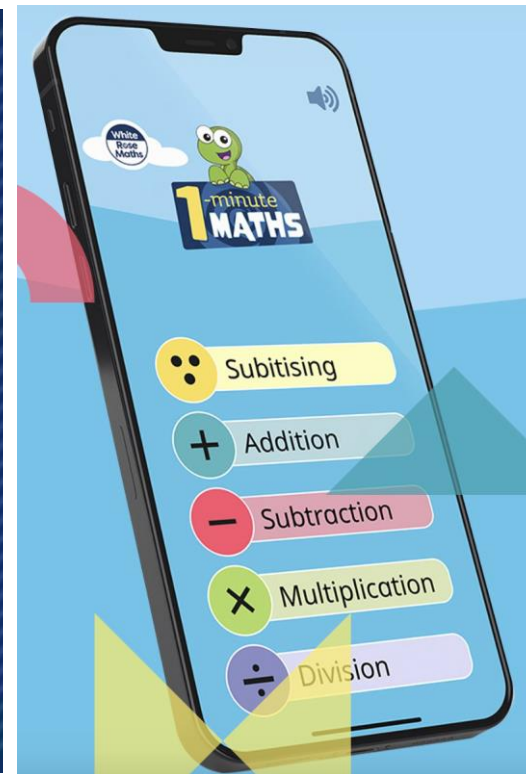 White
Rose
Maths
1-minute
MATHS
Subitising
+ Addition
− Subtraction
× Multiplication
÷ Division